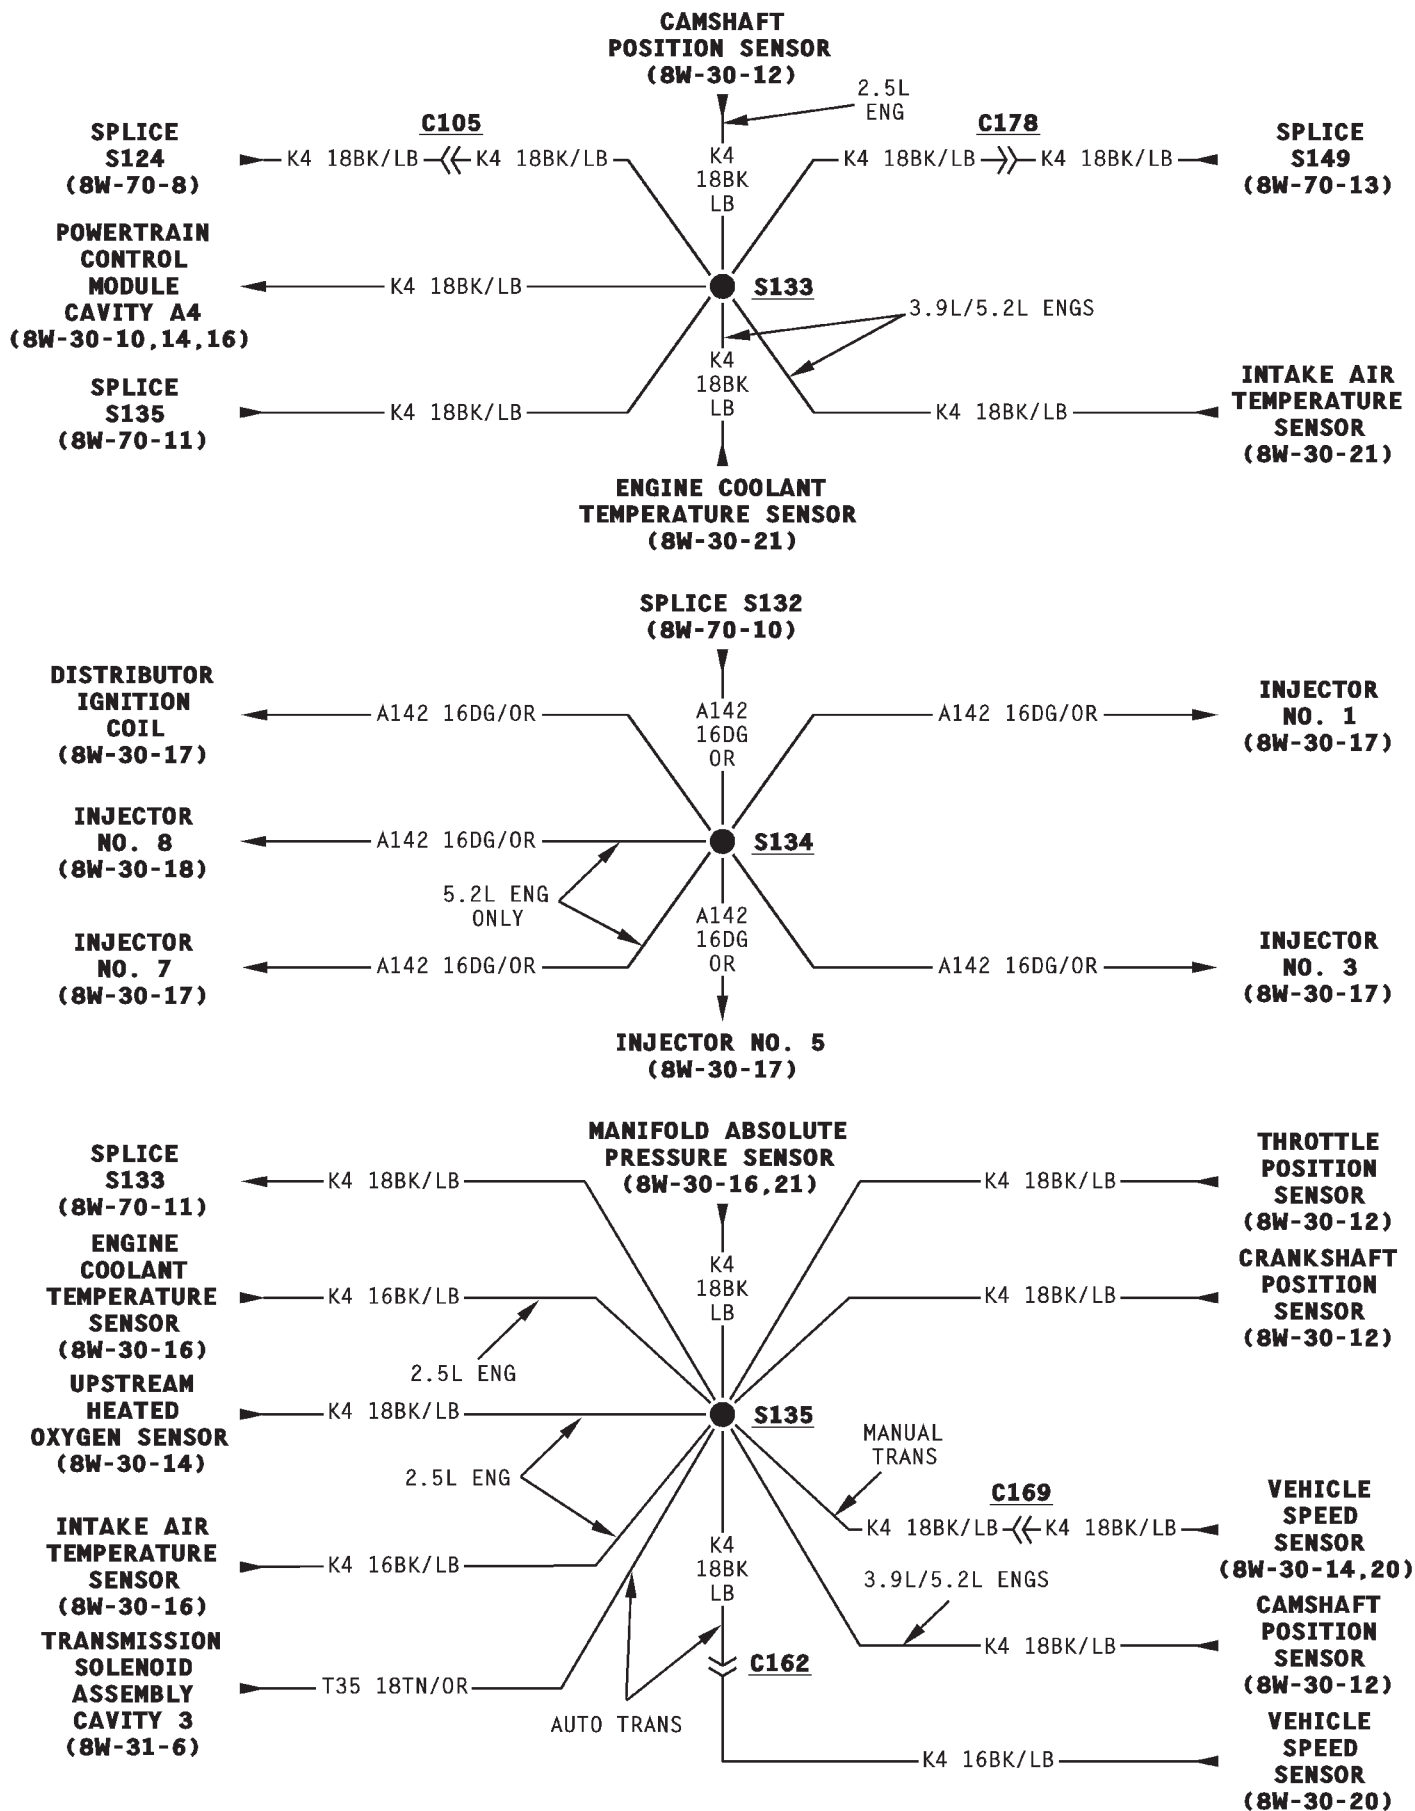 CAMSHAFT
POSITION SENSOR
(8W-30-12)
2.5L
ENG
SPLICE
S124
(8W-70-8)
C105
K4 18BK/LB
K4 18BK/LB
K4
18BK
LB
C178
K4 18BK/LB
K4 18BK/LB
SPLICE
S149
(8W-70-13)
POWERTRAIN
CONTROL
MODULE
CAVITY A4
(8W-30-10,14,16)
K4 18BK/LB
S133
3.9L/5.2L ENGS
SPLICE
S135
(8W-70-11)
K4 18BK/LB
K4
18BK
LB
K4 18BK/LB
INTAKE AIR
TEMPERATURE
SENSOR
(8W-30-21)
ENGINE COOLANT
TEMPERATURE SENSOR
(8W-30-21)
SPLICE S132
(8W-70-10)
DISTRIBUTOR
IGNITION
COIL
(8W-30-17)
A142 16DG/OR
A142
16DG
OR
A142 16DG/OR
INJECTOR
NO. 1
(8W-30-17)
INJECTOR
NO. 8
(8W-30-18)
A142 16DG/OR
S134
5.2L ENG
ONLY
INJECTOR
NO. 7
(8W-30-17)
A142 16DG/OR
A142
16DG
OR
A142 16DG/OR
INJECTOR
NO. 3
(8W-30-17)
INJECTOR NO. 5
(8W-30-17)
MANIFOLD ABSOLUTE
PRESSURE SENSOR
(8W-30-16,21)
SPLICE
S133
(8W-70-11)
K4 18BK/LB
K4 18BK/LB
THROTTLE
POSITION
SENSOR
(8W-30-12)
ENGINE
COOLANT
TEMPERATURE
SENSOR
(8W-30-16)
K4 16BK/LB
2.5L ENG
K4
18BK
LB
K4 18BK/LB
CRANKSHAFT
POSITION
SENSOR
(8W-30-12)
UPSTREAM
HEATED
OXYGEN SENSOR
(8W-30-14)
K4 18BK/LB
S135
2.5L ENG
MANUAL
TRANS
C169
K4 18BK/LB
K4 18BK/LB
VEHICLE
SPEED
SENSOR
(8W-30-14,20)
INTAKE AIR
TEMPERATURE
SENSOR
(8W-30-16)
K4 16BK/LB
K4
18BK
LB
3.9L/5.2L ENGS
K4 18BK/LB
CAMSHAFT
POSITION
SENSOR
(8W-30-12)
TRANSMISSION
SOLENOID
ASSEMBLY
CAVITY 3
(8W-31-6)
T35 18TN/OR
AUTO TRANS
C162
K4 16BK/LB
VEHICLE
SPEED
SENSOR
(8W-30-20)